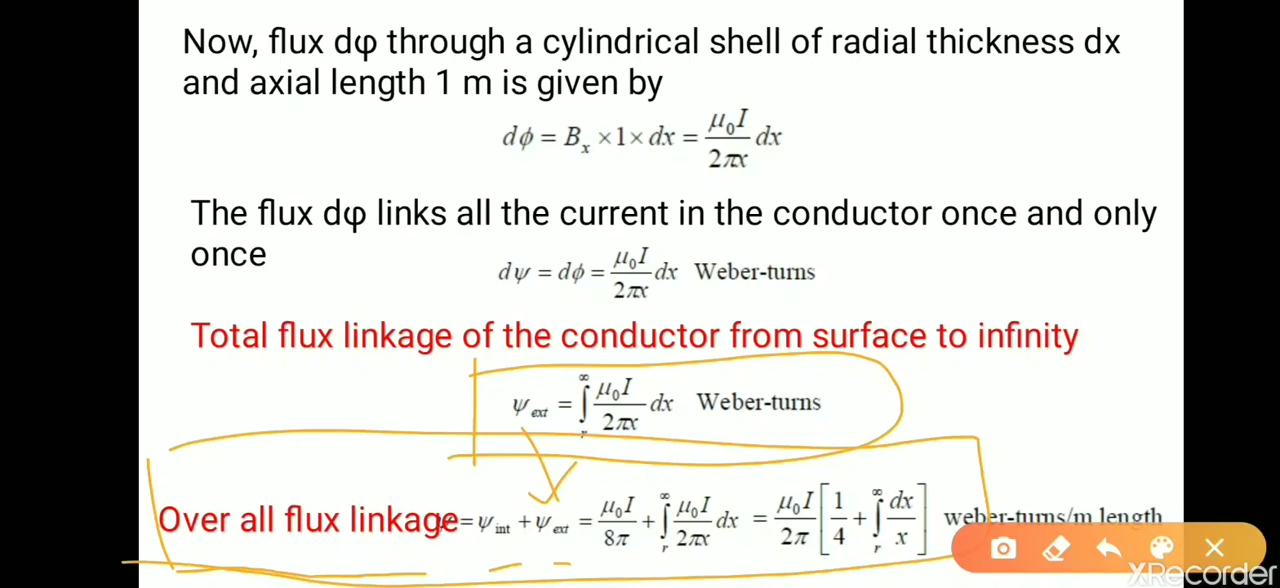 Now, flux dφ through a cylindrical shell of radial thickness dx
and axial length 1 m is given by
dϕ = Bₓ ×1× dx = μ₀I/2πx dx
The flux dφ links all the current in the conductor once and only
once
dψ = dϕ = μ₀I/2πx dx Weber-turns
Total flux linkage of the conductor from surface to infinity
ψ_ext = ∫_r^∞ μ₀I/2πx dx Weber-turns
Over all flux linkage = ψ_int + ψ_ext = μ₀I/8π + ∫_r^∞ μ₀I/2πx dx = μ₀I/2π [1/4 + ∫_r^∞ dx/x] weber-turns/m length
XRecorder